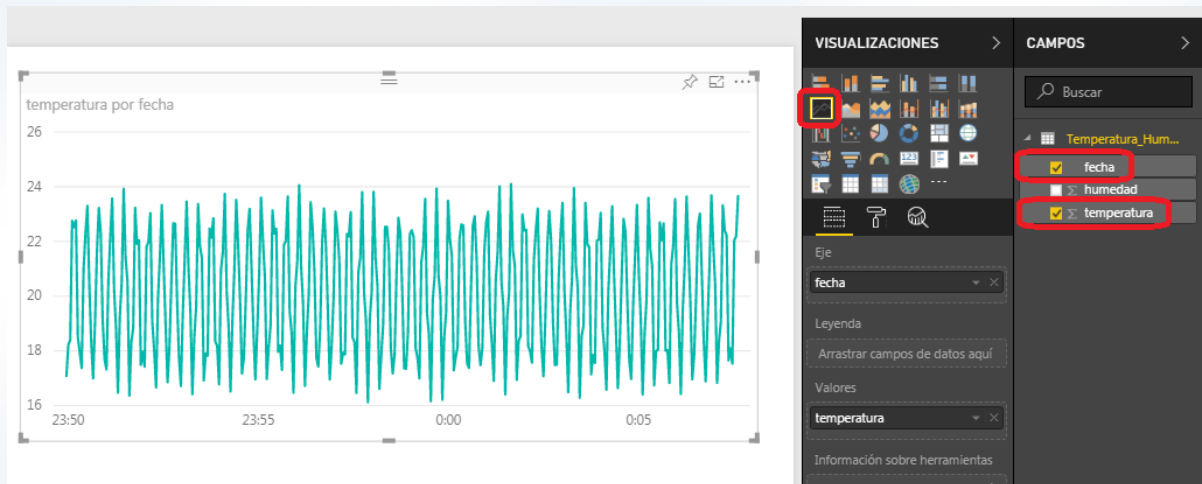 VISUALIZACIONES
CAMPOS
temperatura por fecha
26
24
22
20
18
16
23:50
23:55
0:00
0:05
123
Eje
fecha
Leyenda
Arrastrar campos de datos aquí
Valores
temperatura
Información sobre herramientas
Buscar
Temperatura_Hum...
fecha
Σ humedad
Σ temperatura